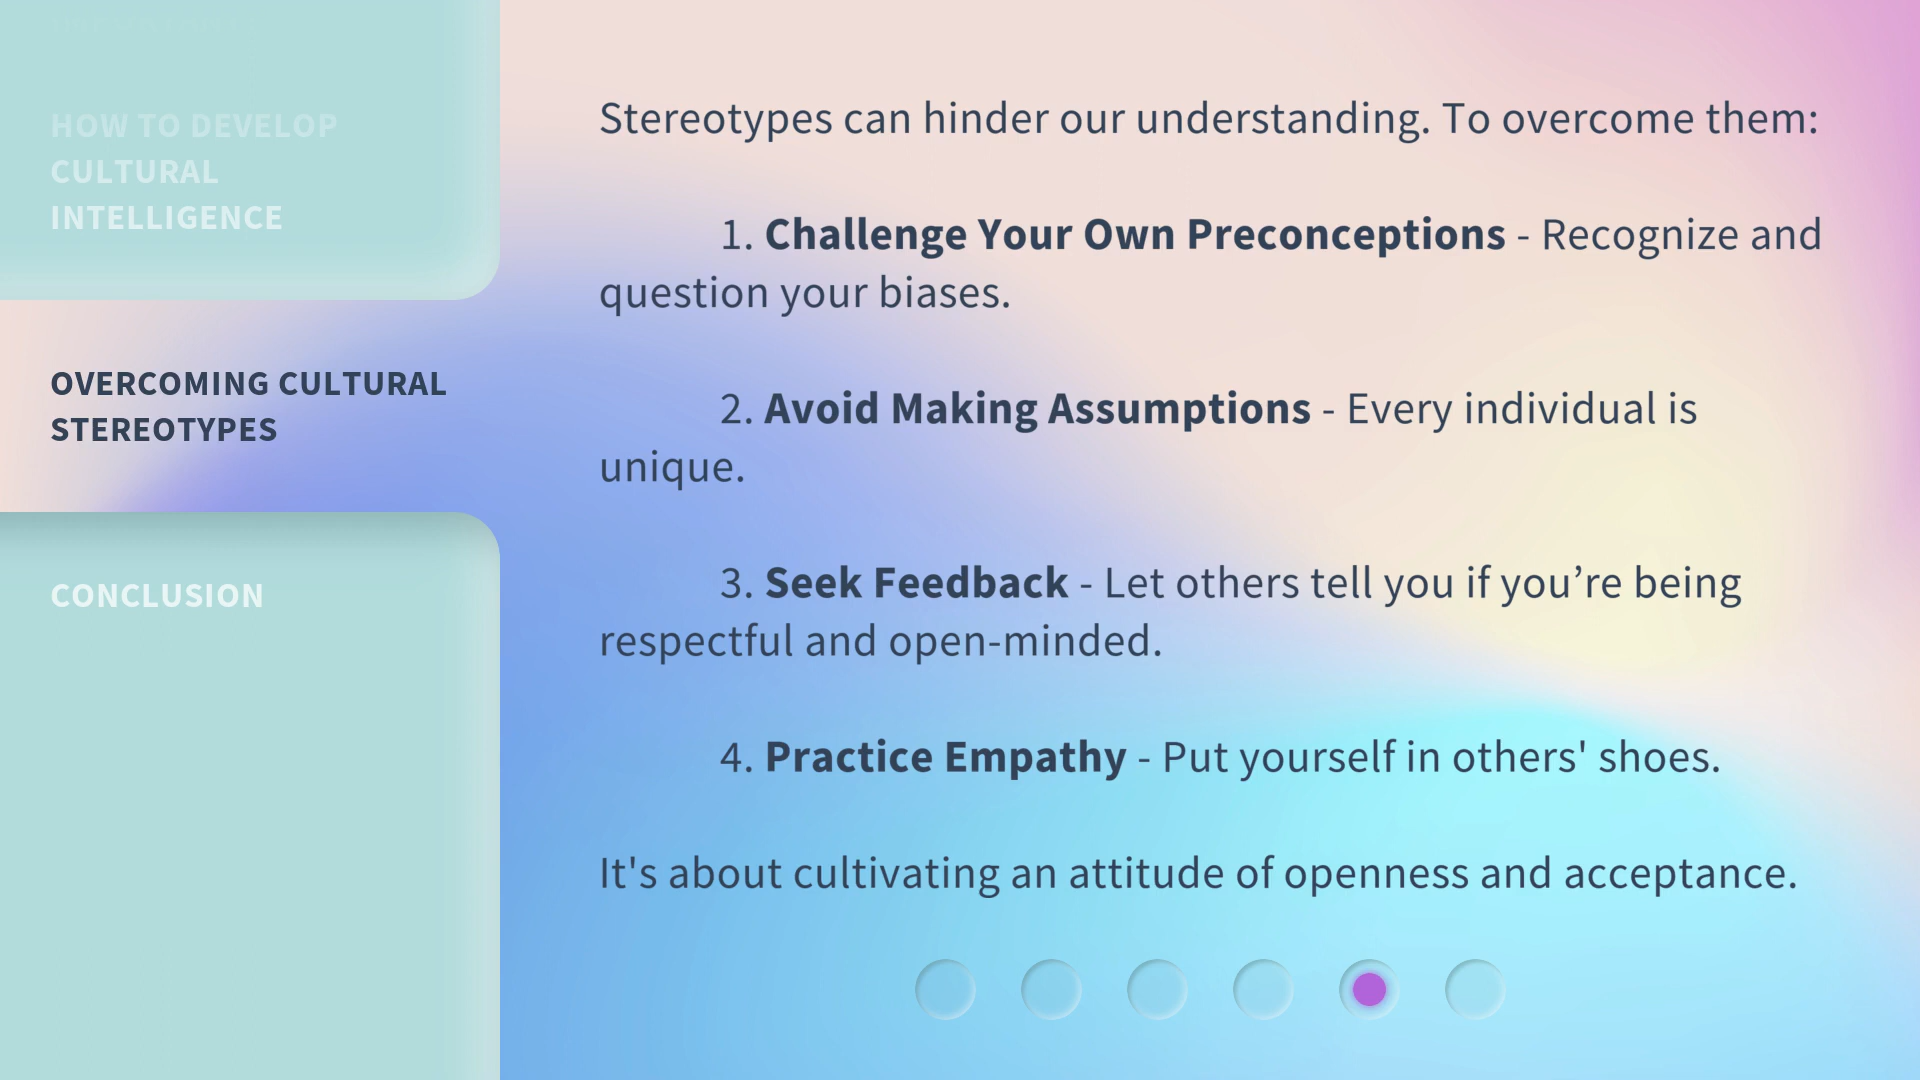 HOW TO DEVELOP
CULTURAL
INTELLIGENCE
OVERCOMING CULTURAL
STEREOTYPES
CONCLUSION
Stereotypes can hinder our understanding. To overcome them:
1. Challenge Your Own Preconceptions - Recognize and
question your biases.
2. Avoid Making Assumptions - Every individual is
unique.
3. Seek Feedback - Let others tell you if you’re being
respectful and open-minded.
4. Practice Empathy - Put yourself in others' shoes.
It's about cultivating an attitude of openness and acceptance.